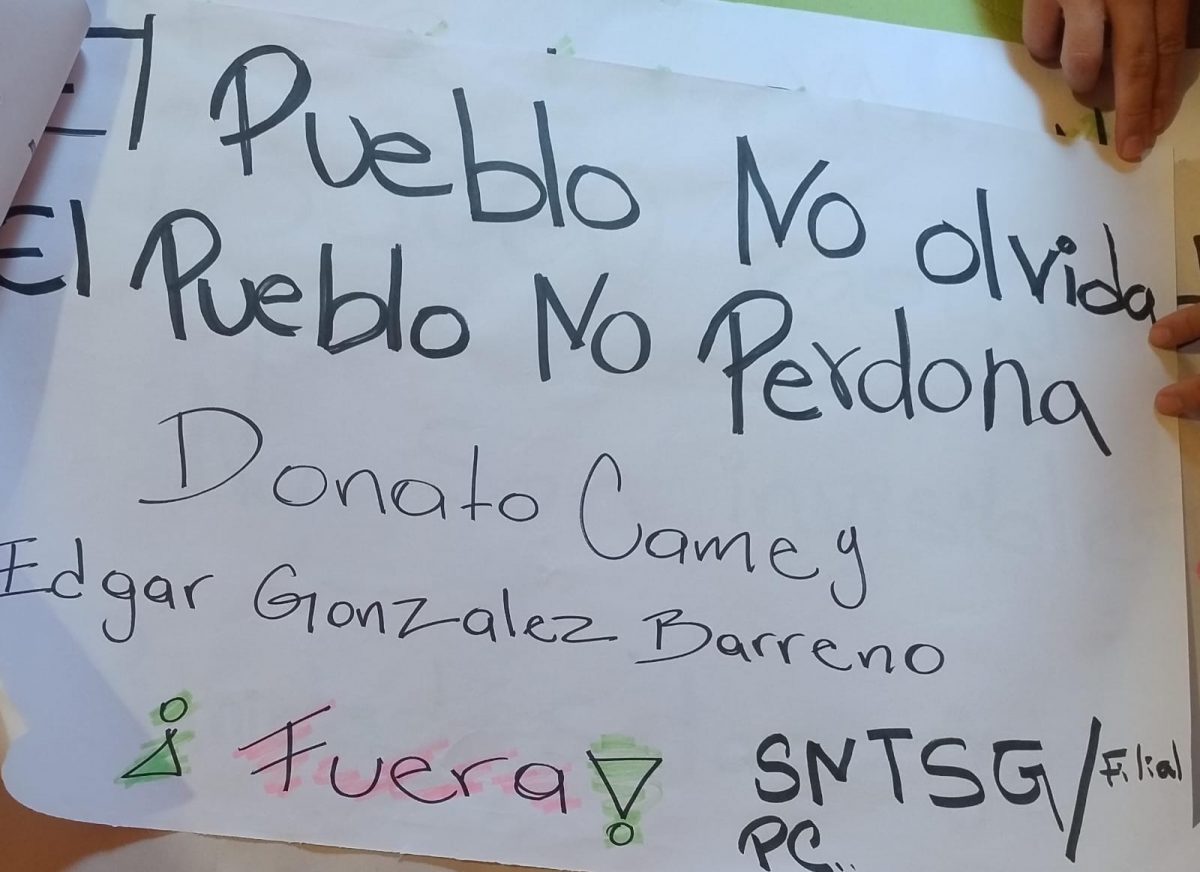 El Pueblo No olvida
El Pueblo No Perdona
Donato Camey
Edgar Gonzalez Barreno
¡Fuera! SNTSG/Filial
PC..